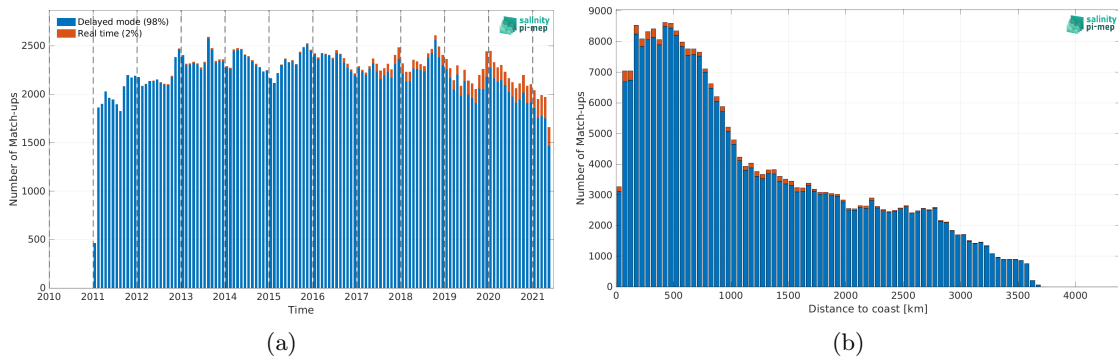 Delayed mode (98%)
Real time (2%)
salinity
pi-mep
Number of Match-ups
2500
2000
1500
1000
500
0
2010 2011 2012 2013 2014 2015 2016 2017 2018 2019 2020 2021
Time
(a)
salinity
pi-mep
Number of Match-ups
9000
8000
7000
6000
5000
4000
3000
2000
1000
0
0 500 1000 1500 2000 2500 3000 3500 4000
Distance to coast [km]
(b)